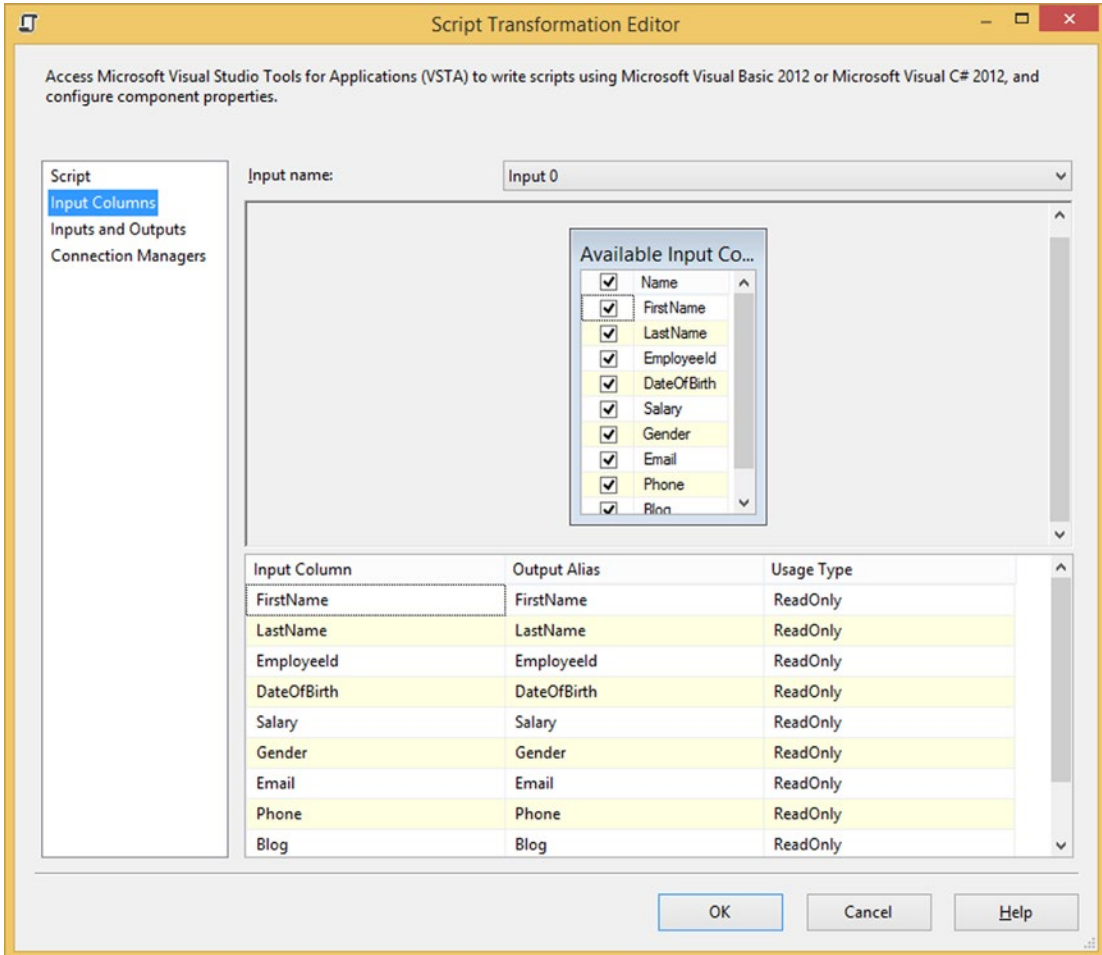 Script Transformation Editor
Access Microsoft Visual Studio Tools for Applications (VSTA) to write scripts using Microsoft Visual Basic 2012 or Microsoft Visual C# 2012, and
configure component properties.
Script
Input Columns
Inputs and Outputs
Connection Managers
Input name: Input 0
Available Input Co...
Name
FirstName
LastName
EmployeeId
DateOfBirth
Salary
Gender
Email
Phone
Blog
Input Column Output Alias Usage Type
FirstName FirstName ReadOnly
LastName LastName ReadOnly
EmployeeId EmployeeId ReadOnly
DateOfBirth DateOfBirth ReadOnly
Salary Salary ReadOnly
Gender Gender ReadOnly
Email Email ReadOnly
Phone Phone ReadOnly
Blog Blog ReadOnly
OK Cancel Help